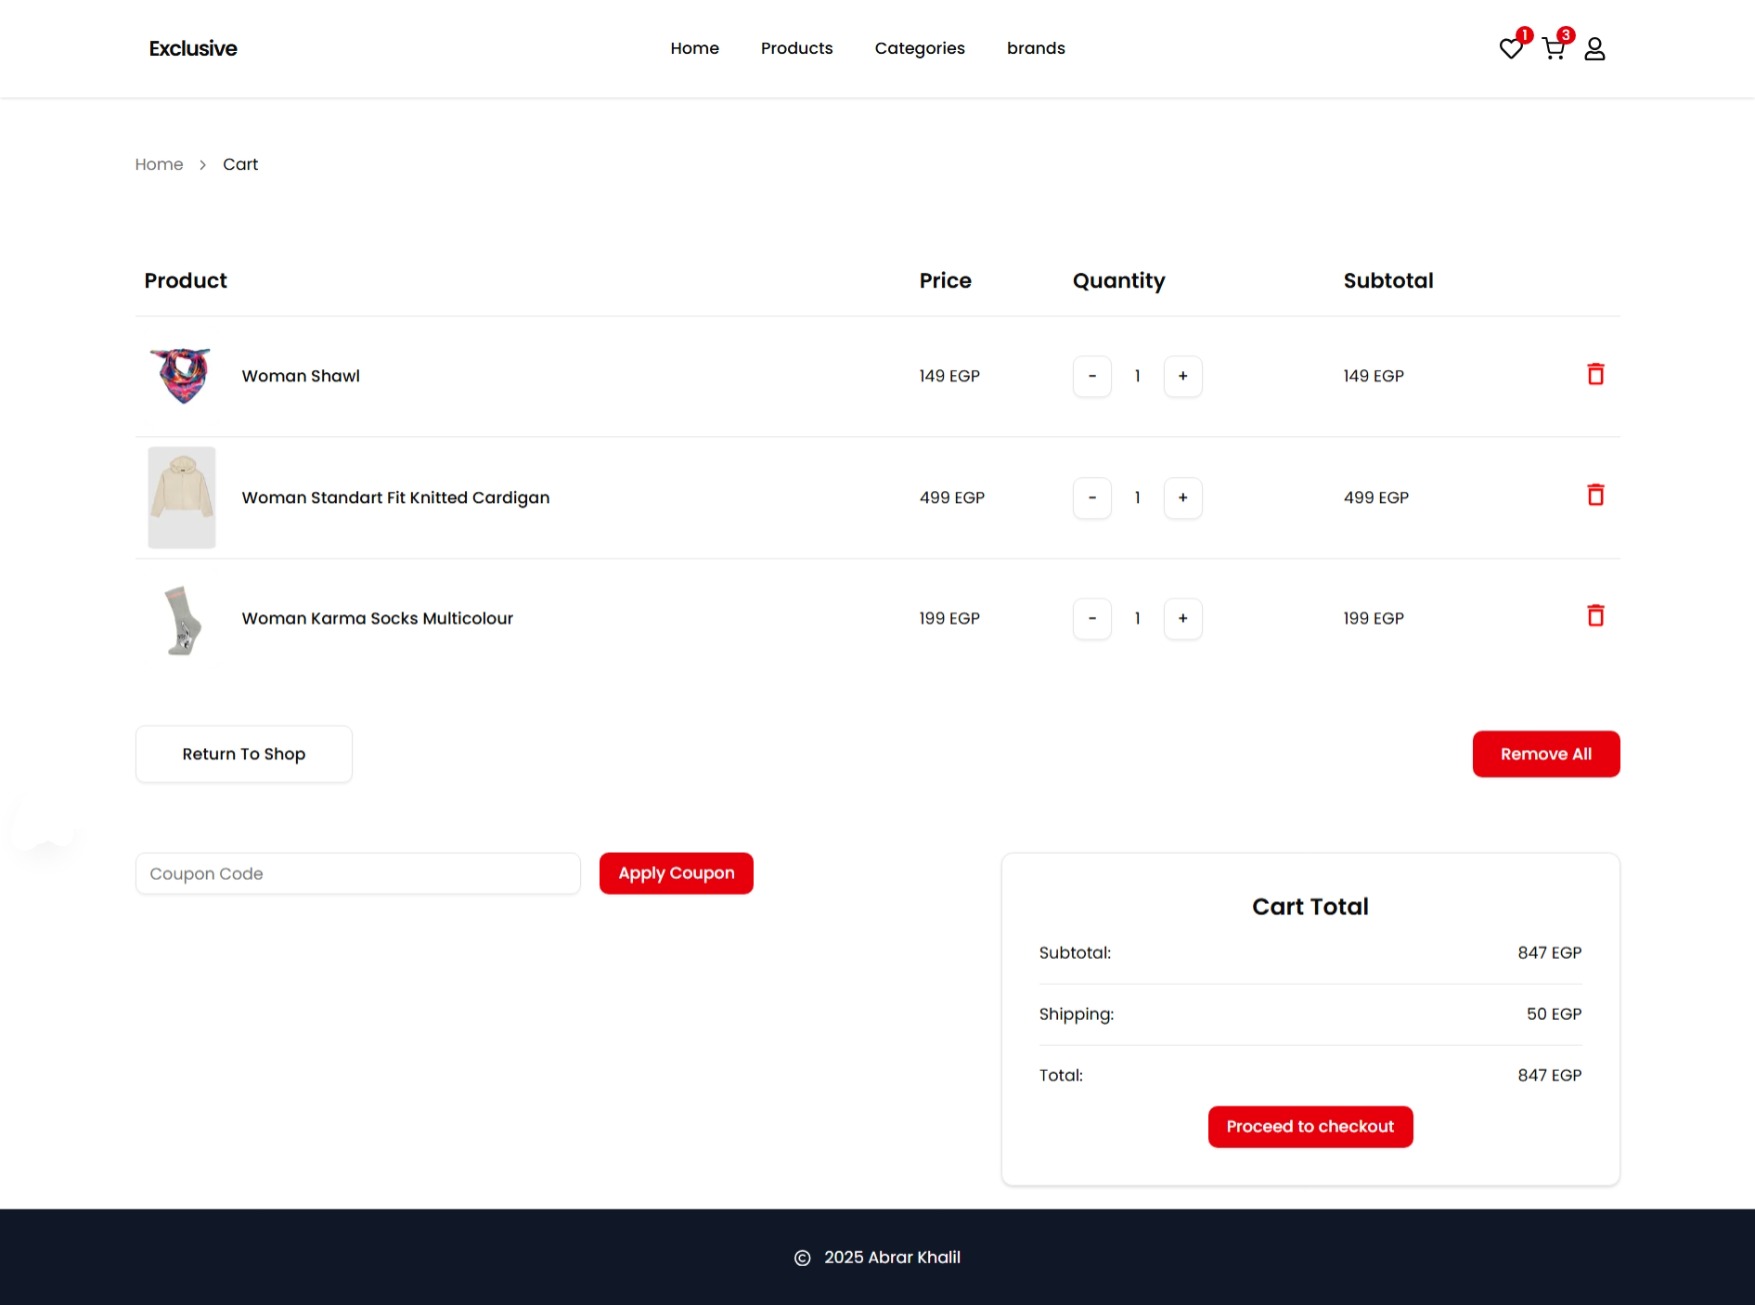 Exclusive
Home Products Categories brands
1 3
Home > Cart
Product Price Quantity Subtotal
Woman Shawl 149 EGP - 1 + 149 EGP
Woman Standart Fit Knitted Cardigan 499 EGP - 1 + 499 EGP
Woman Karma Socks Multicolour 199 EGP - 1 + 199 EGP
Return To Shop Remove All
Coupon Code Apply Coupon
Cart Total
Subtotal: 847 EGP
Shipping: 50 EGP
Total: 847 EGP
Proceed to checkout
© 2025 Abrar Khalil